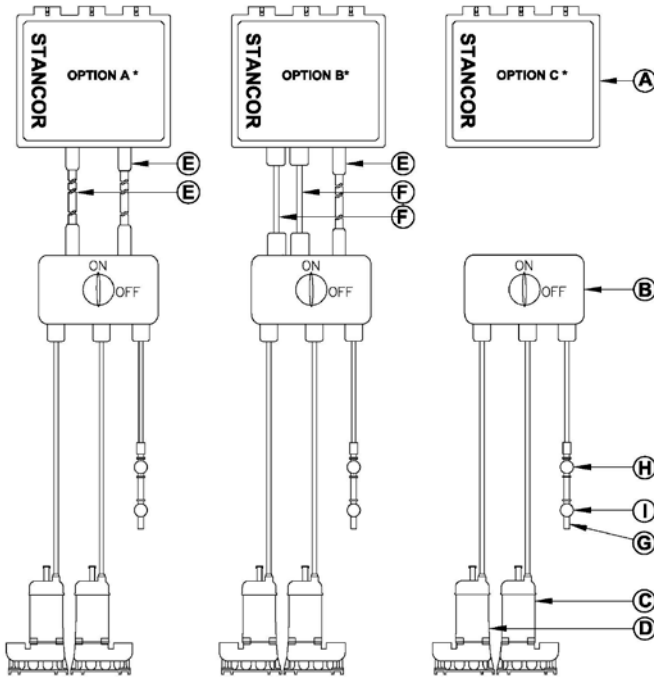 STANCOR
OPTION A *
STANCOR
OPTION B*
STANCOR
OPTION C *
A
E
E
E
F
F
ON
OFF
ON
OFF
ON
OFF
B
H
I
G
C
D